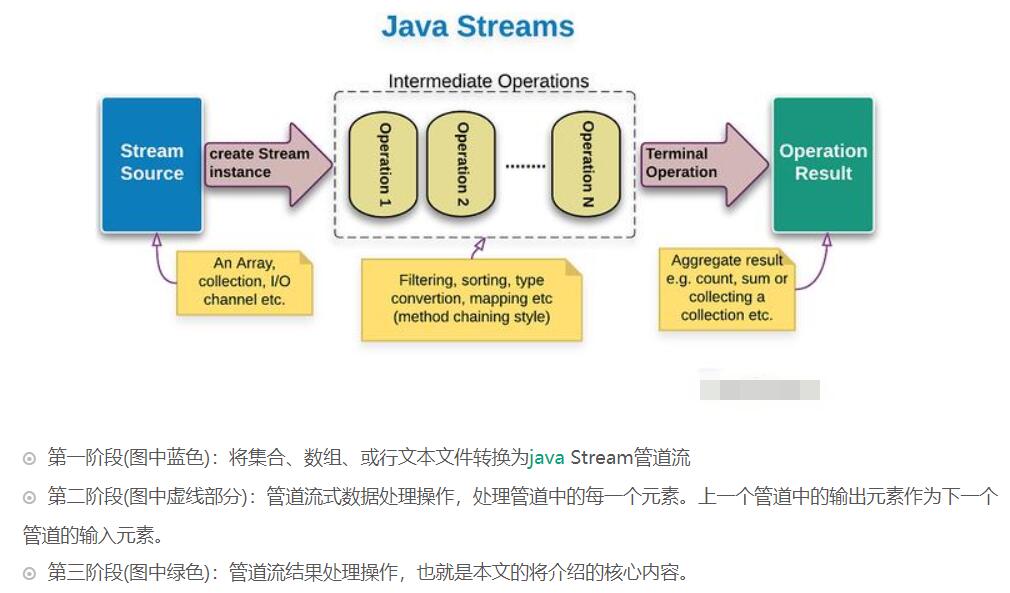 Java Streams
Intermediate Operations
Stream
Source
create Stream
instance
Operation 1
Operation 2
........
Operation N
Terminal
Operation
Operation
Result
An Array,
collection, I/O
channel etc.
Filtering, sorting, type
convertion, mapping etc
(method chaining style)
Aggregate result
e.g. count, sum or
collecting a
collection etc.
第一阶段(图中蓝色)：将集合、数组、或行文本文件转换为java Stream管道流
第二阶段(图中虚线部分)：管道流式数据处理操作，处理管道中的每一个元素。上一个管道中的输出元素作为下一个
管道的输入元素。
第三阶段(图中绿色)：管道流结果处理操作，也就是本文的将介绍的核心内容。